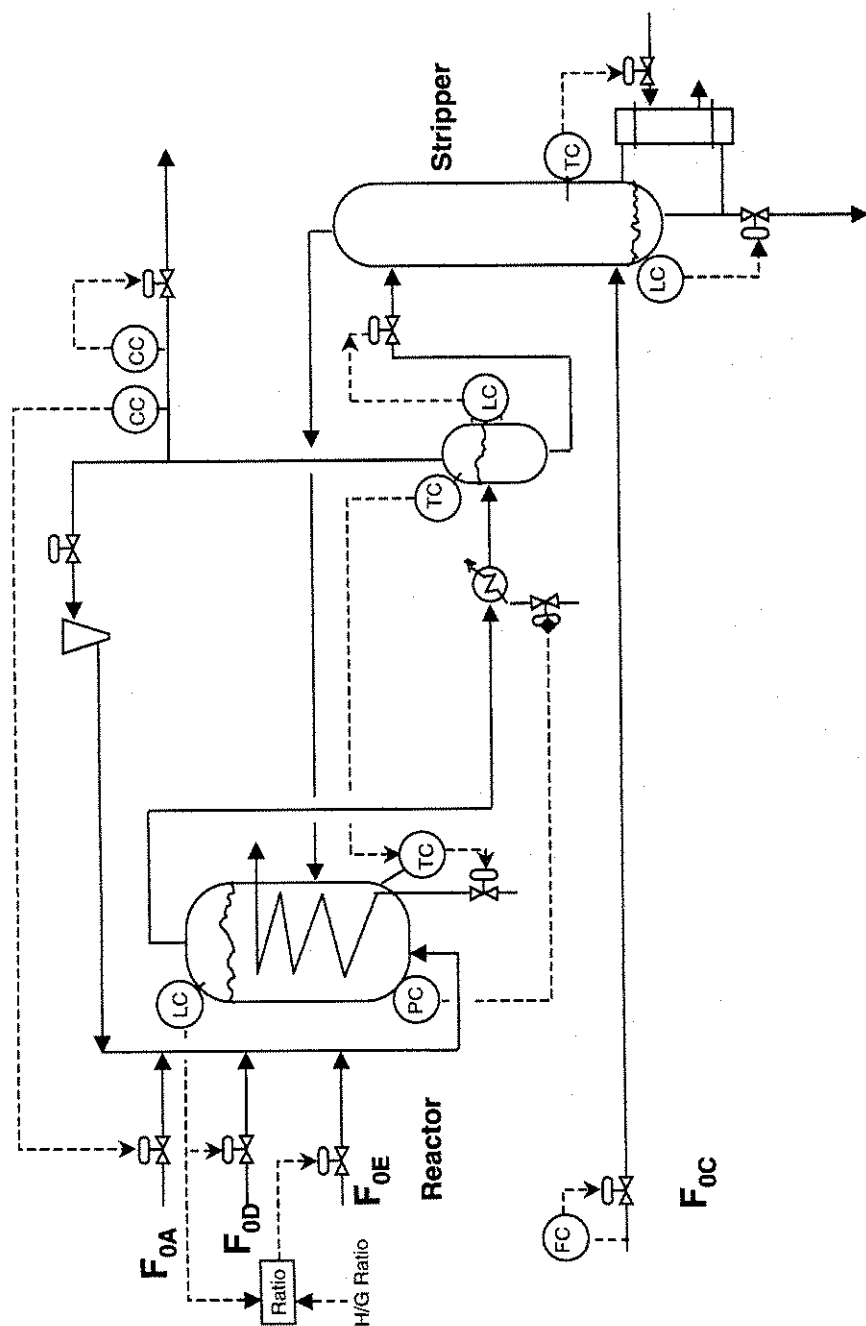 CC
CC
Stripper
TC
LC
TC
LC
LC
TC
PC
Reactor
F0A
F0D
F0E
Ratio
H/G Ratio
FC
F0C